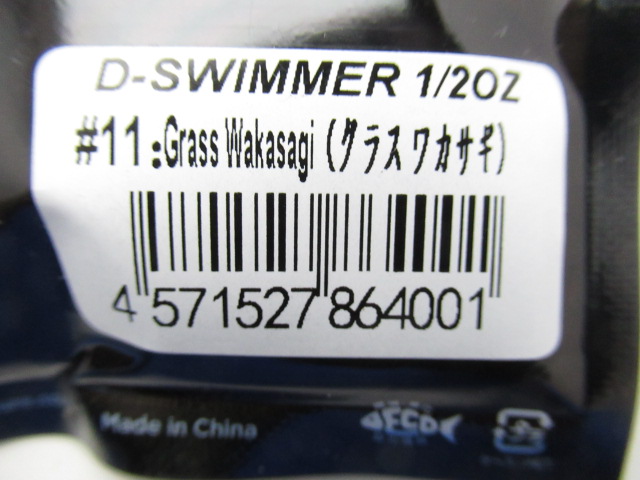 D-SWIMMER 1/2OZ
#11:Grass Wakasagi (グラスワカサギ)
4 571527 864001
Made in China